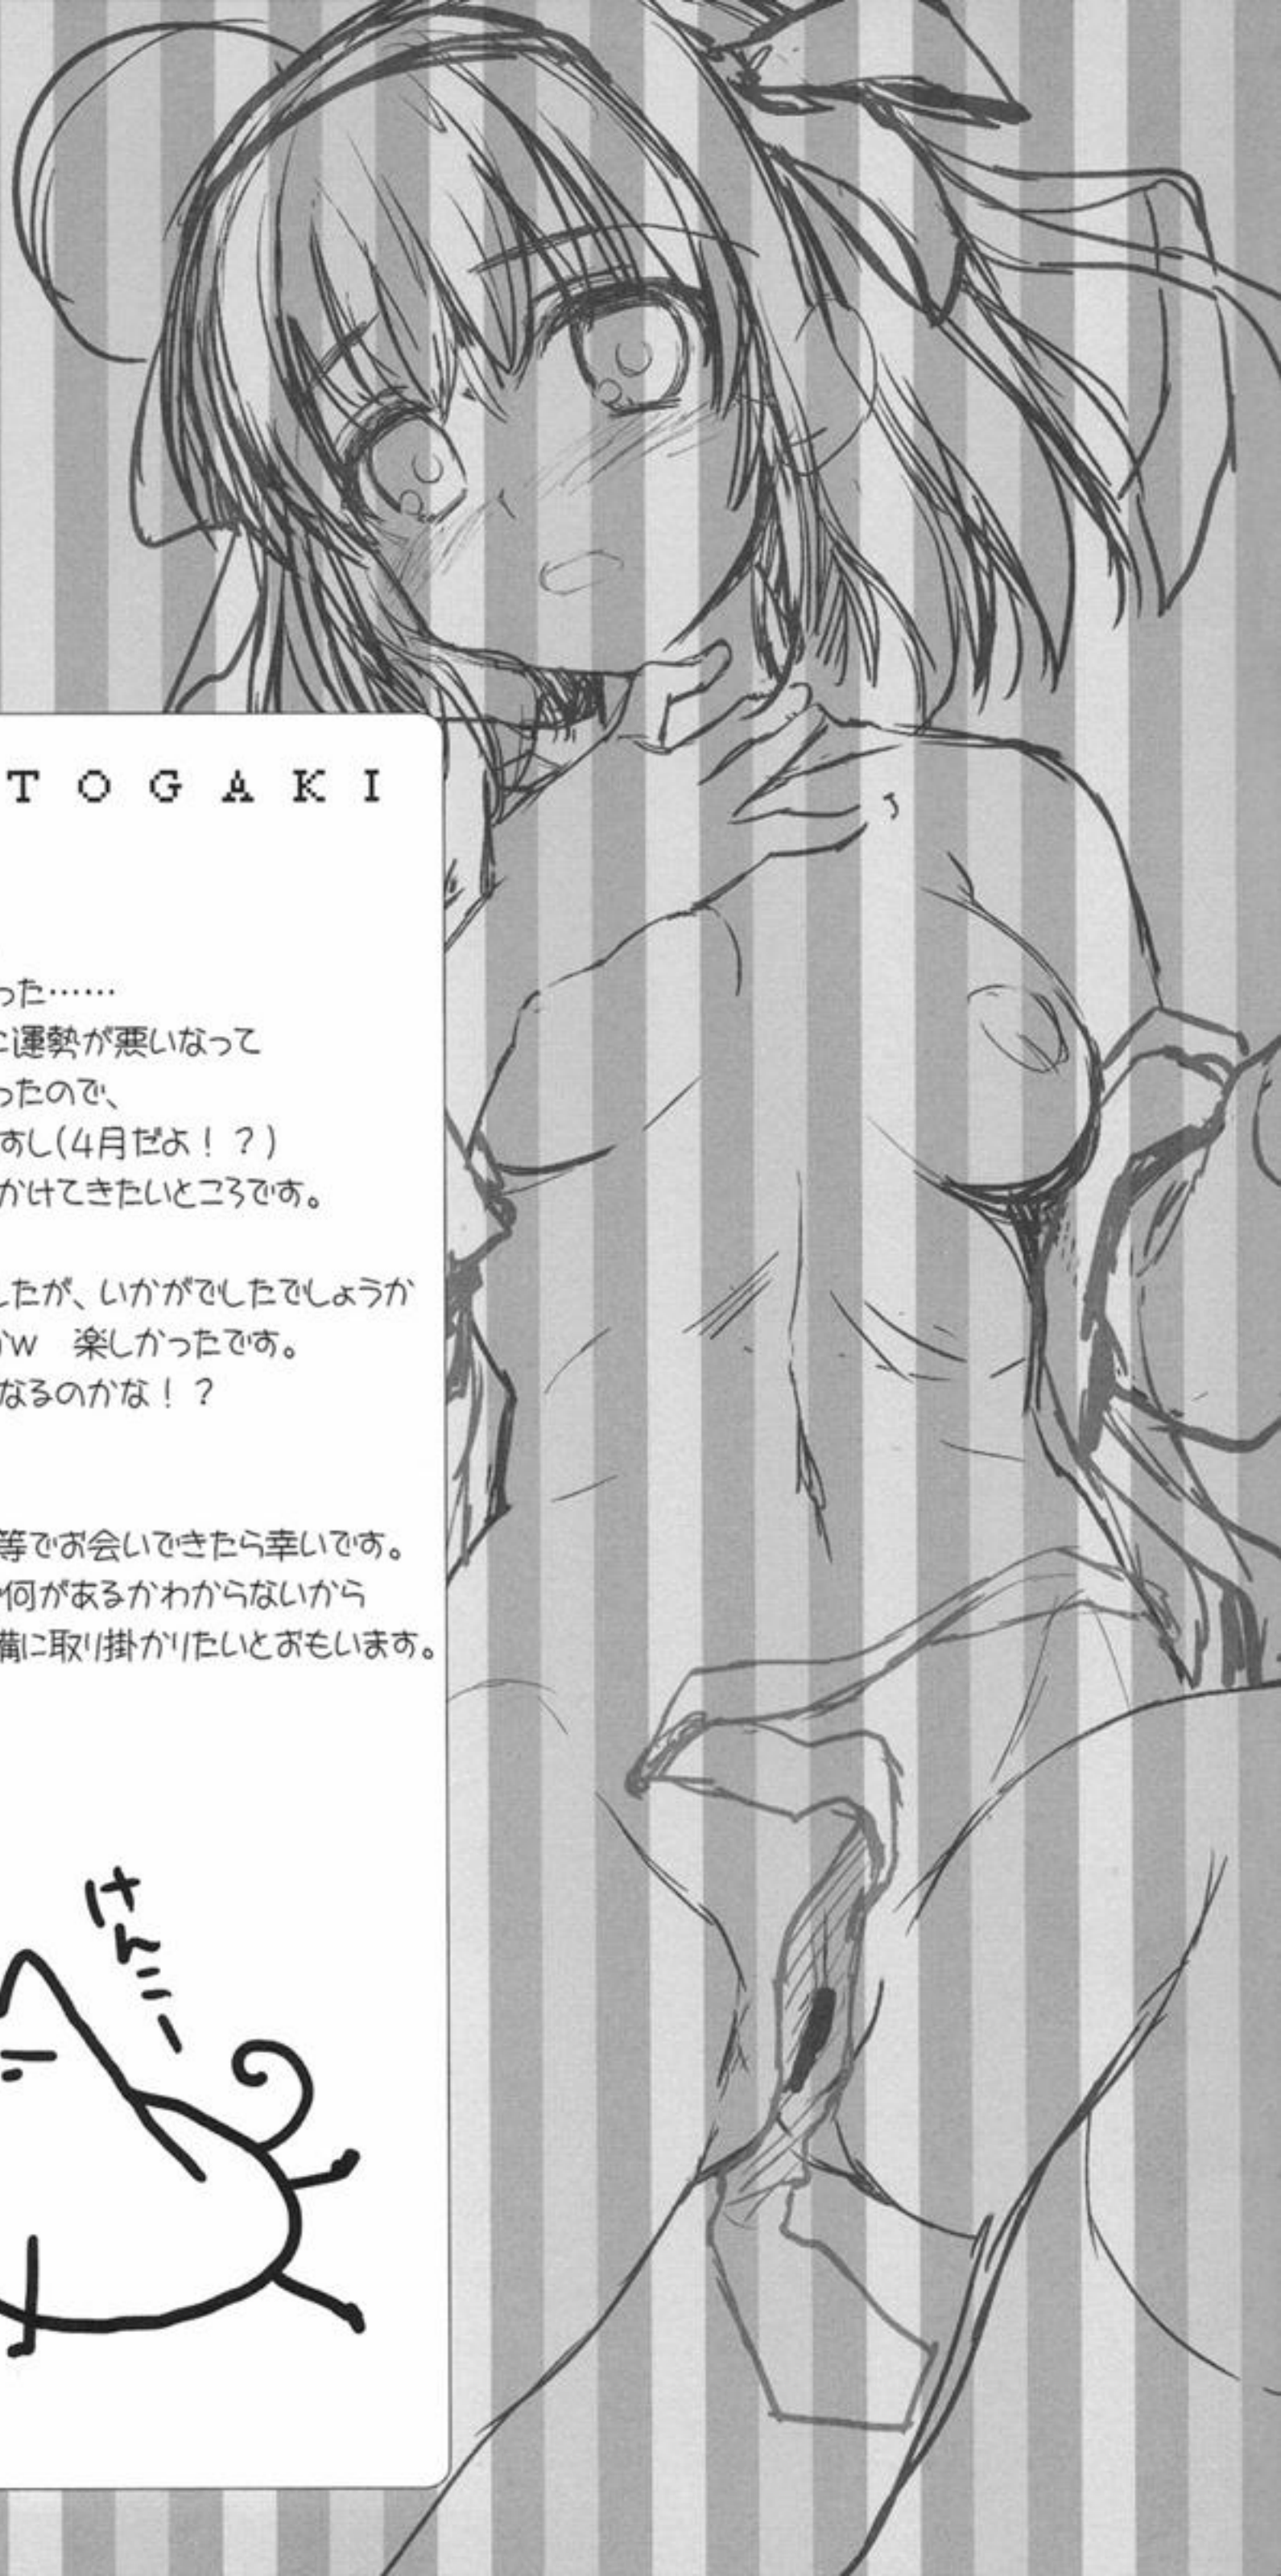 TOGAKI
った……
に運勢が悪いなって
ったので、
すし(4月だよ！？)
かけてきたいところです。
したが、いかがでしたでしょうか
かw 楽しかったです。
なるのかな！？
等でお会いできたら幸いです。
何があるかわからないから
備に取り掛かりたいとおもいます。
けんこー